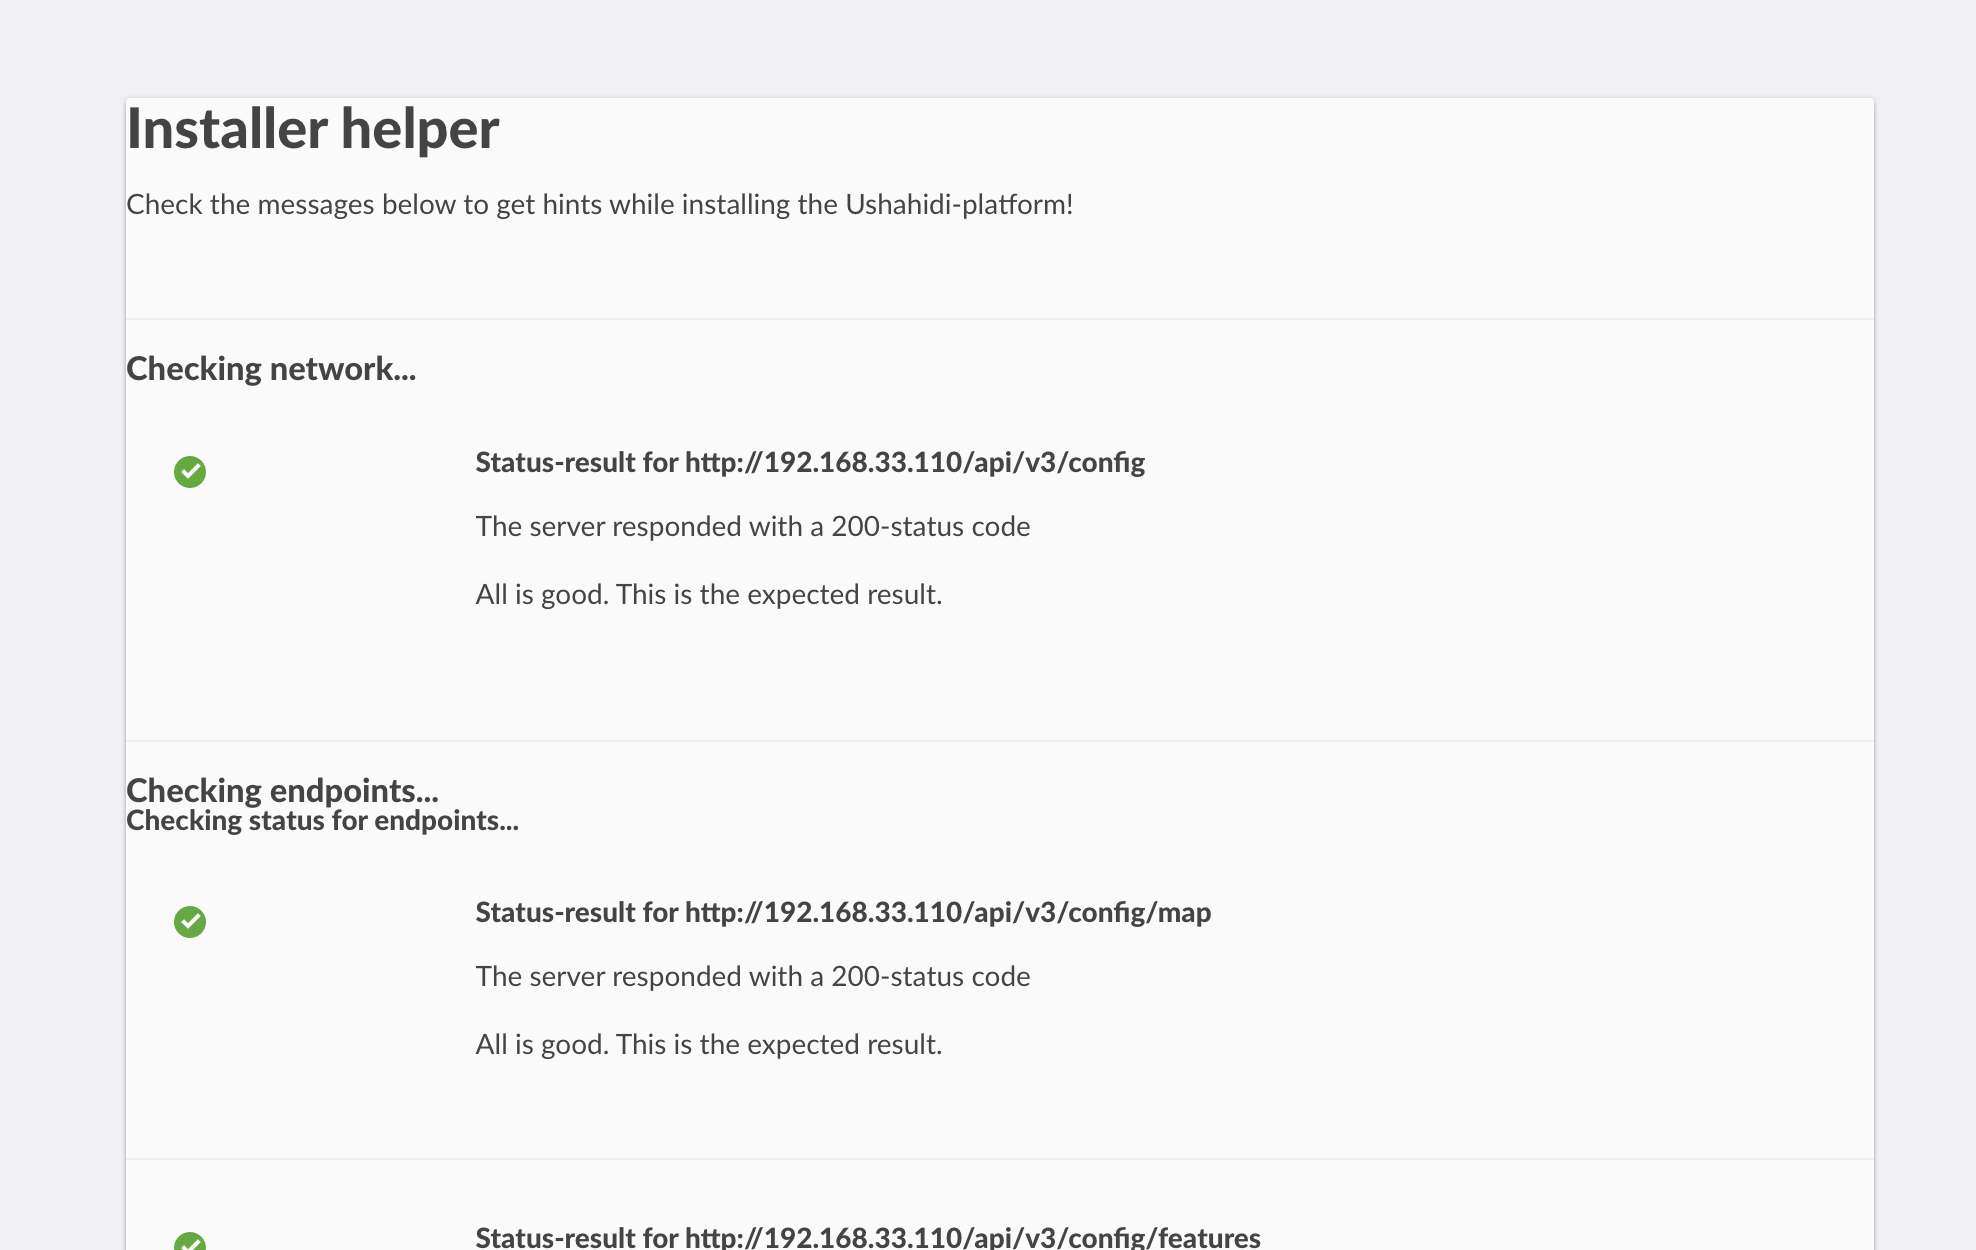 Installer helper
Check the messages below to get hints while installing the Ushahidi-platform!
Checking network...
Status-result for http://192.168.33.110/api/v3/config
The server responded with a 200-status code
All is good. This is the expected result.
Checking endpoints...
Checking status for endpoints...
Status-result for http://192.168.33.110/api/v3/config/map
The server responded with a 200-status code
All is good. This is the expected result.
Status-result for http://192.168.33.110/api/v3/config/features